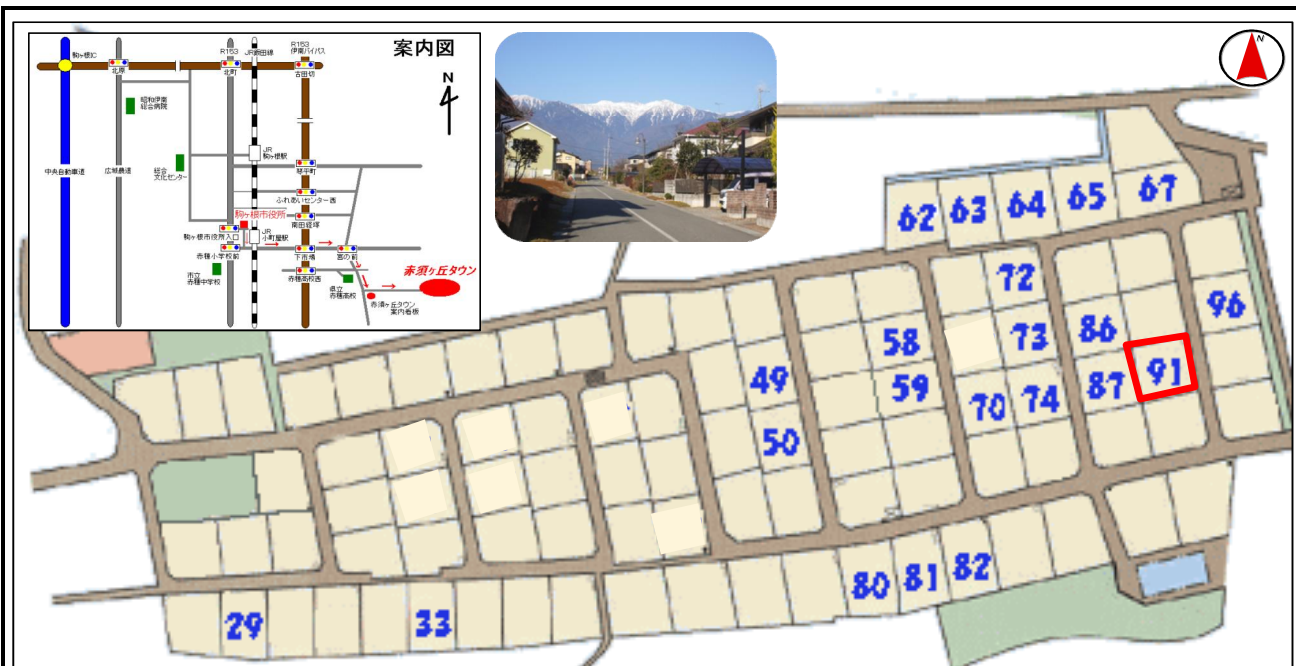 案内図
N
駒ヶ根IC
北原
R153
北町
JR飯田線
R153
伊南バイパス
古田切
昭和伊南
総合病院
中央自動車道
広域農道
総合
文化センター
JR
駒ヶ根駅
琴平町
ふれあいセンター西
駒ヶ根市役所
南田経塚
駒ヶ根市役所入口
JR
小町屋駅
赤穂小学校前
下市場
宮の前
市立
赤穂中学校
赤穂高校西
県立
赤穂高校
赤須ヶ丘タウン
赤須ヶ丘タウン
案内看板
N
62
63
64
65
67
72
96
58
73
86
49
59
87
91
70
74
50
80
81
82
29
33